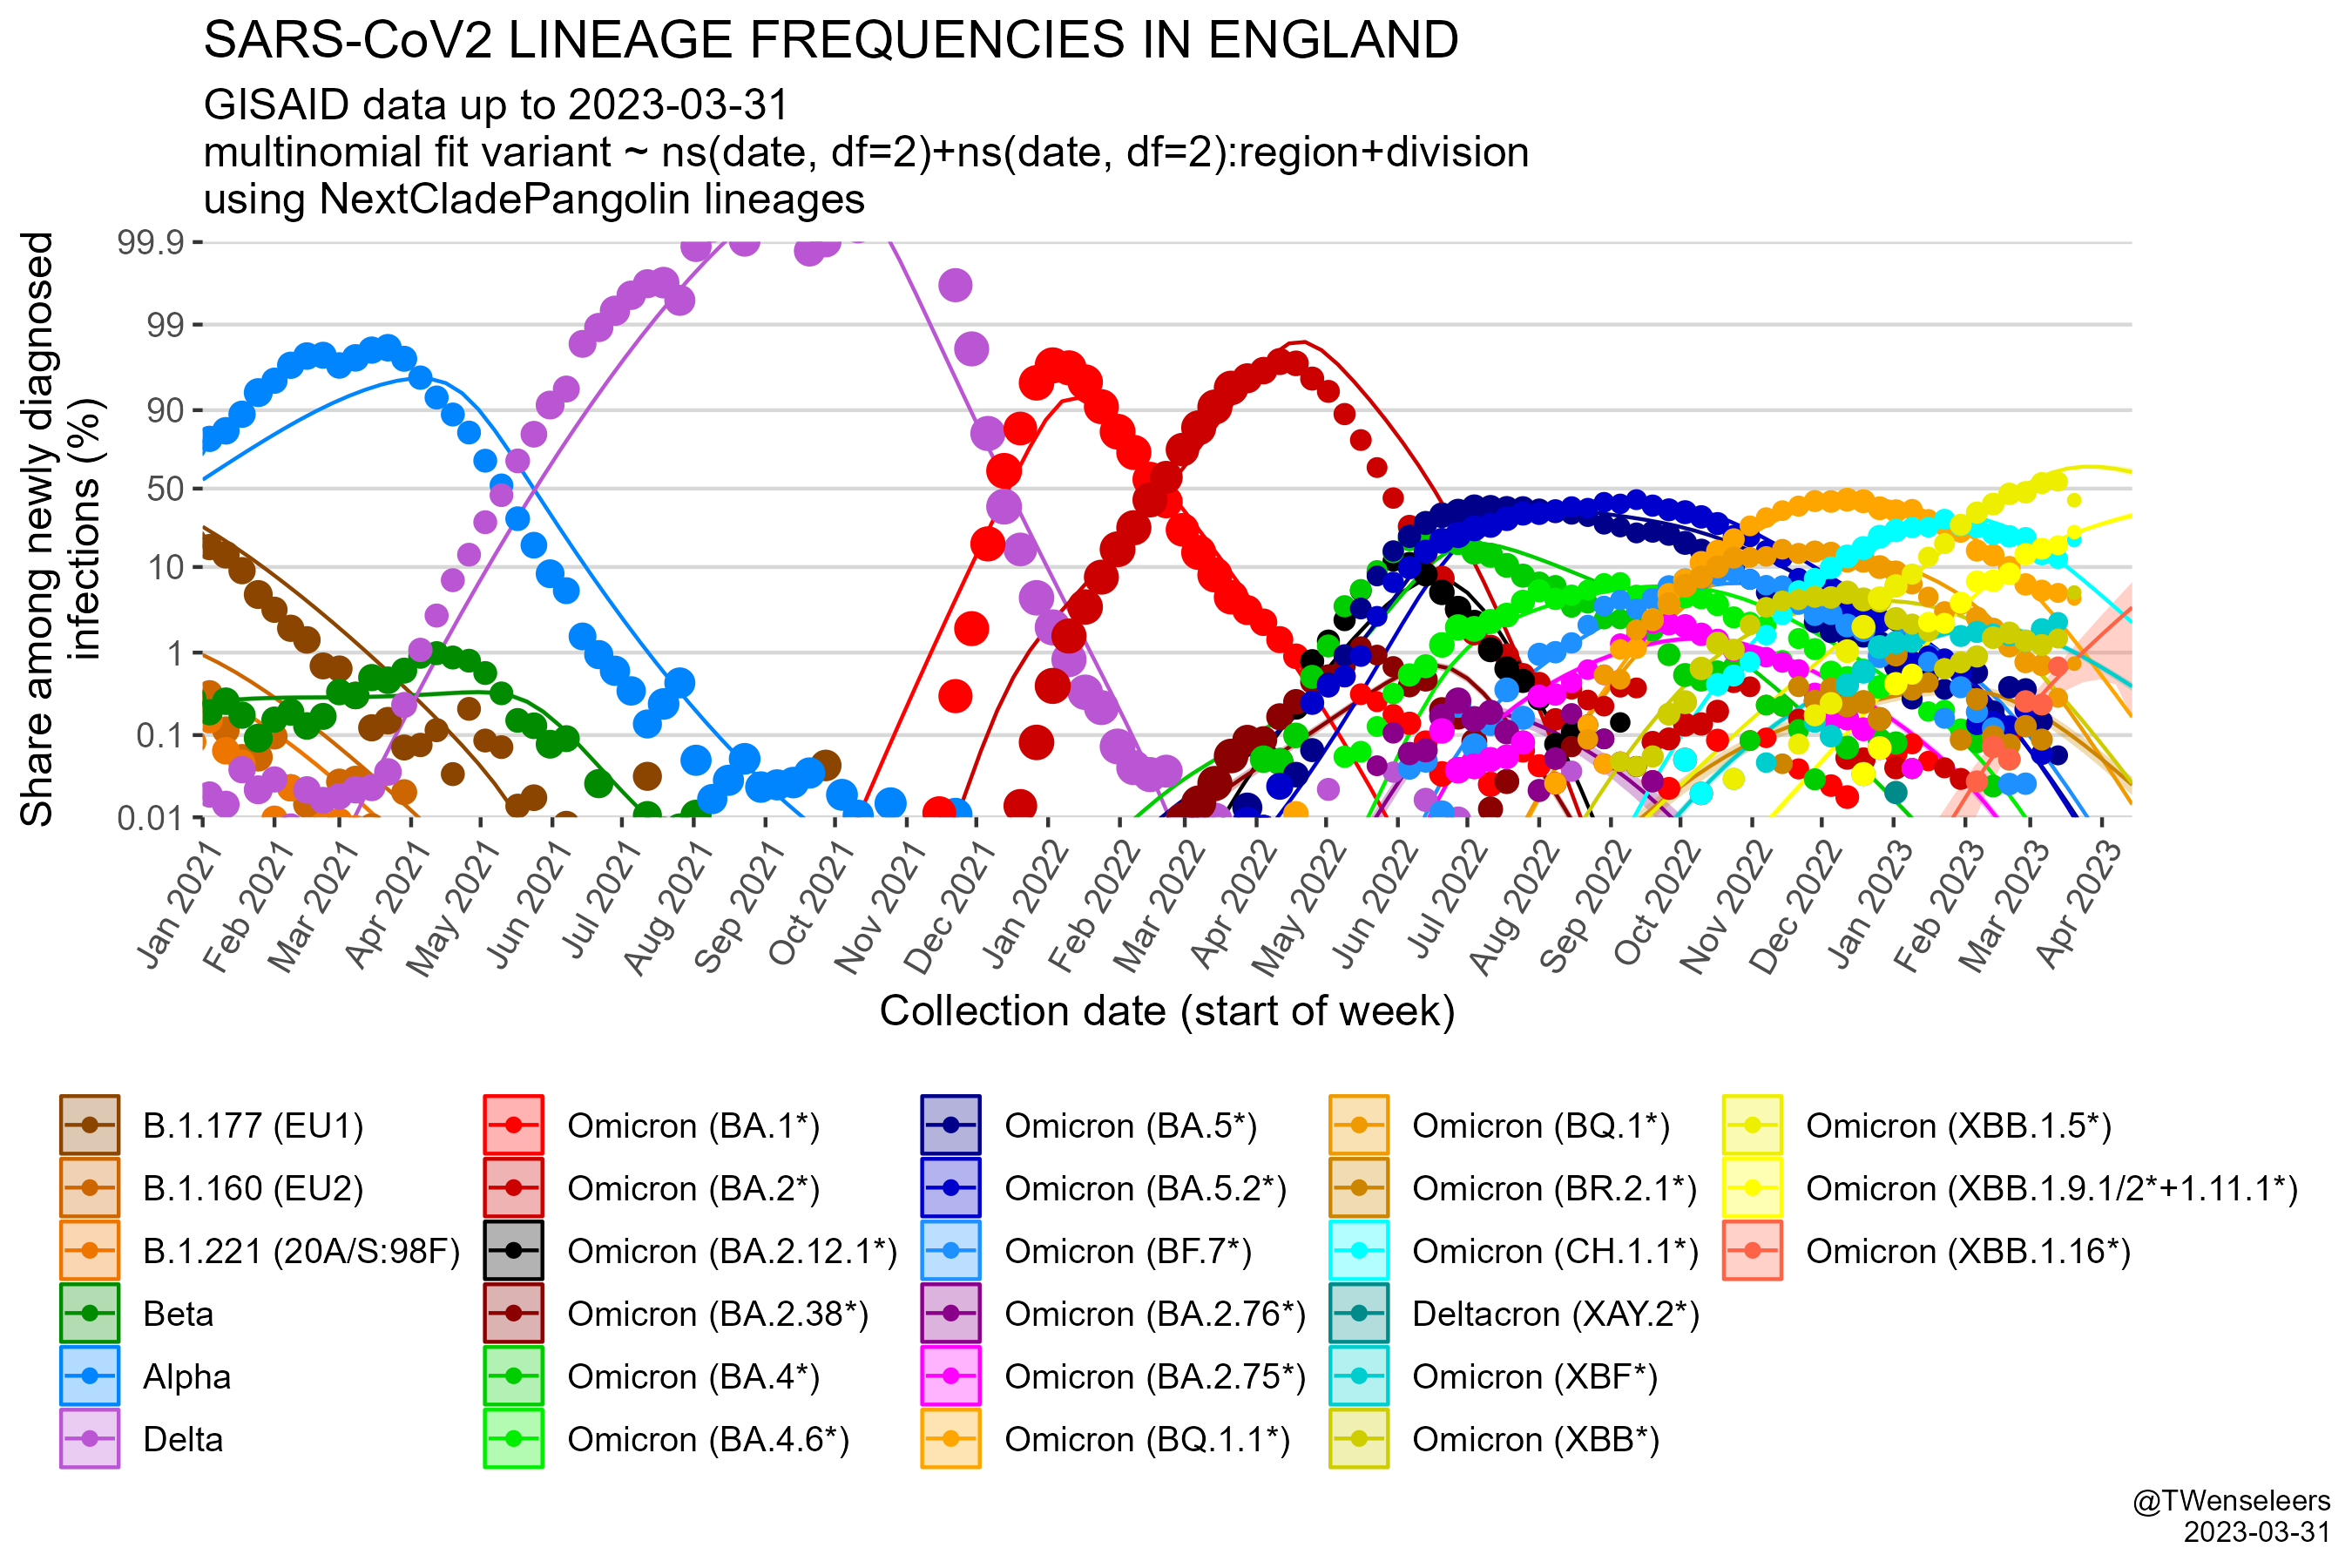 SARS-CoV2 LINEAGE FREQUENCIES IN ENGLAND
GISAID data up to 2023-03-31
multinomial fit variant ~ ns(date, df=2)+ns(date, df=2):region+division
using NextCladePangolin lineages
Share among newly diagnosed
infections (%)
99.9
99
90
50
10
1
0.1
0.01
Jan 2021
Feb 2021
Mar 2021
Apr 2021
May 2021
Jun 2021
Jul 2021
Aug 2021
Sep 2021
Oct 2021
Nov 2021
Dec 2021
Jan 2022
Feb 2022
Mar 2022
Apr 2022
May 2022
Jun 2022
Jul 2022
Aug 2022
Sep 2022
Oct 2022
Nov 2022
Dec 2022
Jan 2023
Feb 2023
Mar 2023
Apr 2023
Collection date (start of week)
B.1.177 (EU1)
B.1.160 (EU2)
B.1.221 (20A/S:98F)
Beta
Alpha
Delta
Omicron (BA.1*)
Omicron (BA.2*)
Omicron (BA.2.12.1*)
Omicron (BA.2.38*)
Omicron (BA.4*)
Omicron (BA.4.6*)
Omicron (BA.5*)
Omicron (BA.5.2*)
Omicron (BF.7*)
Omicron (BA.2.76*)
Omicron (BA.2.75*)
Omicron (BQ.1.1*)
Omicron (BQ.1*)
Omicron (BR.2.1*)
Omicron (CH.1.1*)
Deltacron (XAY.2*)
Omicron (XBF*)
Omicron (XBB*)
Omicron (XBB.1.5*)
Omicron (XBB.1.9.1/2*+1.11.1*)
Omicron (XBB.1.16*)
@TWenseleers
2023-03-31